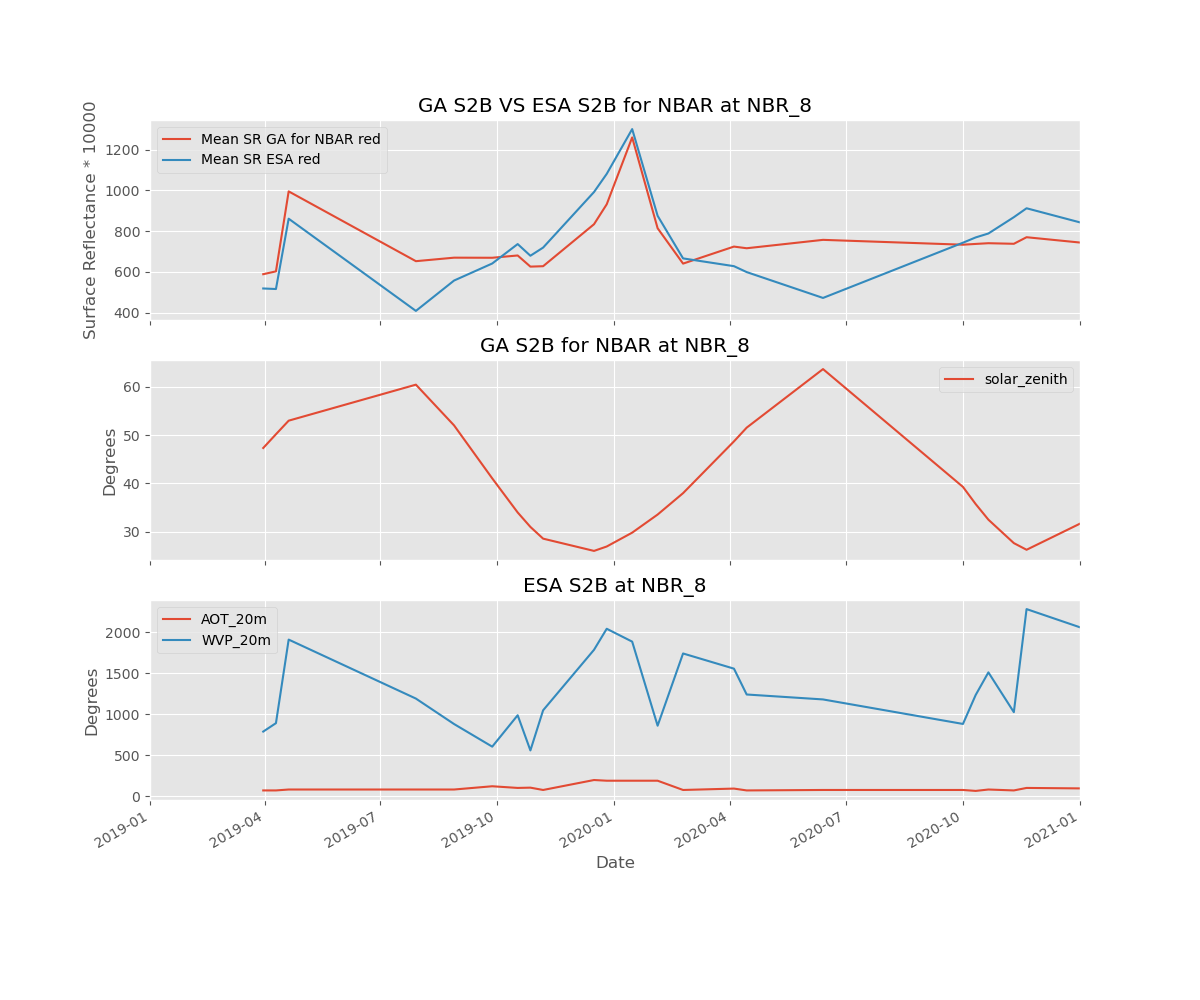 GA S2B VS ESA S2B for NBAR at NBR_8
Surface Reflectance * 10000
1200
1000
800
600
400
Mean SR GA for NBAR red
Mean SR ESA red
GA S2B for NBAR at NBR_8
Degrees
60
50
40
30
solar_zenith
ESA S2B at NBR_8
Degrees
2000
1500
1000
500
0
AOT_20m
WVP_20m
2019-01
2019-04
2019-07
2019-10
2020-01
2020-04
2020-07
2020-10
2021-01
Date